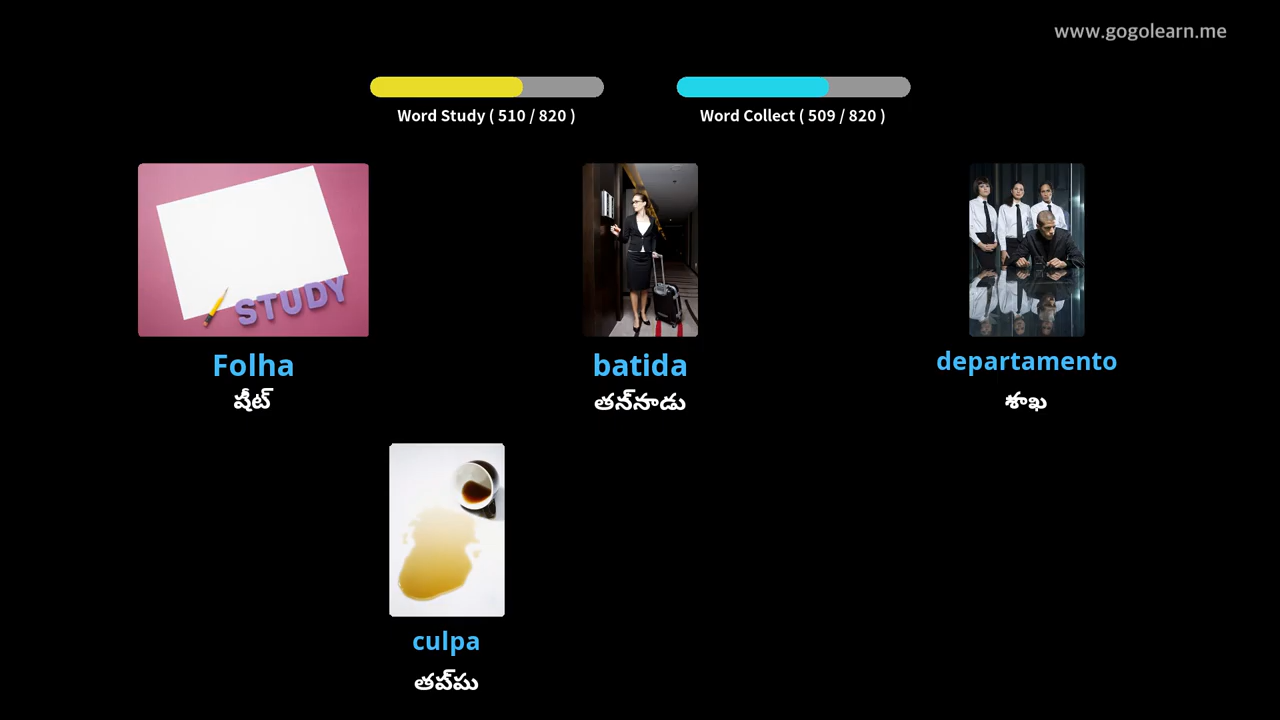 www.gogolearn.me
Word Study ( 510 / 820 )
Word Collect ( 509 / 820 )
STUDY
Folha
batida
departamento
షీట్
తన్నాడు
శాఖ
culpa
తప్పు